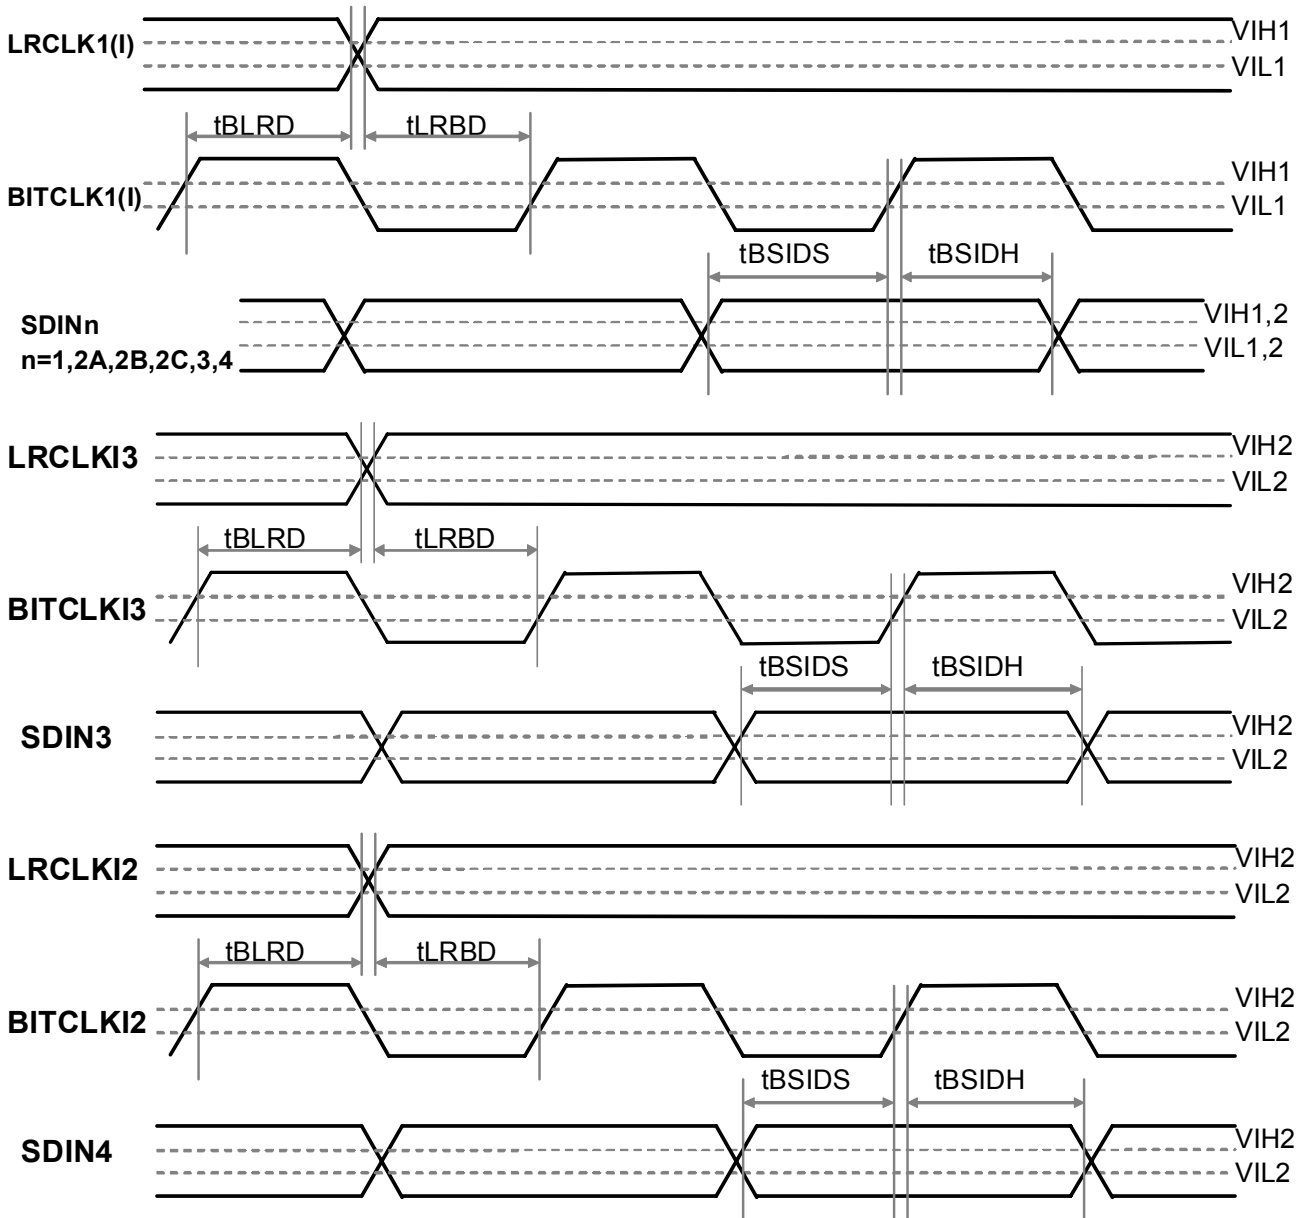 LRCLK1(I)
VIH1
VIL1
tBLRD
tLRBD
BITCLK1(I)
VIH1
VIL1
tBSIDS
tBSIDH
SDINn
n=1,2A,2B,2C,3,4
VIH1,2
VIL1,2
LRCLKI3
VIH2
VIL2
tBLRD
tLRBD
BITCLKI3
VIH2
VIL2
tBSIDS
tBSIDH
SDIN3
VIH2
VIL2
LRCLKI2
VIH2
VIL2
tBLRD
tLRBD
BITCLKI2
VIH2
VIL2
tBSIDS
tBSIDH
SDIN4
VIH2
VIL2